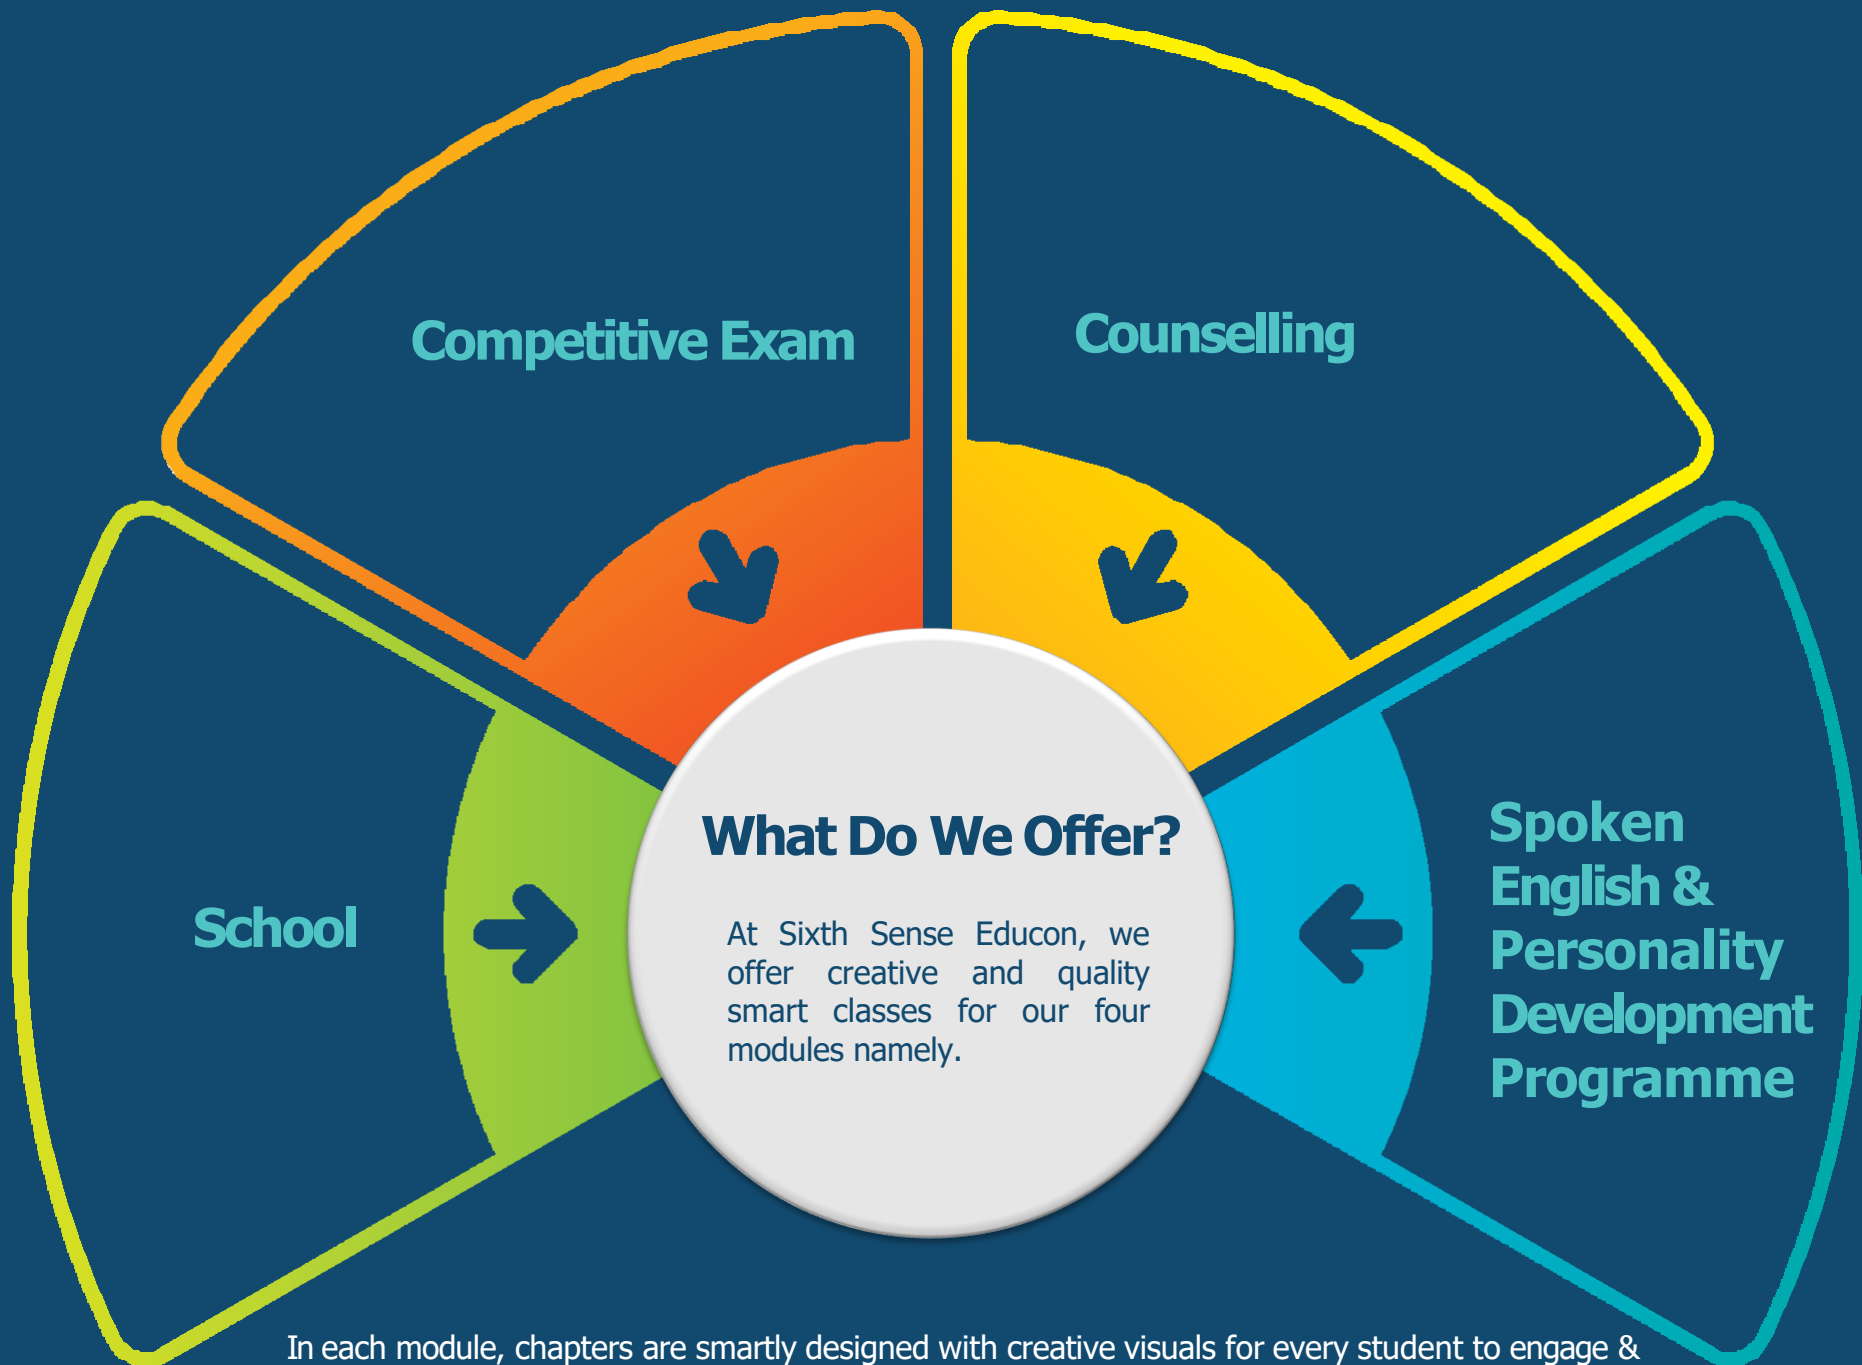 Competitive Exam
Counselling
School
What Do We Offer?
At Sixth Sense Educon, we
offer creative and quality
smart classes for our four
modules namely.
Spoken
English &
Personality
Development
Programme
In each module, chapters are smartly designed with creative visuals for every student to engage &